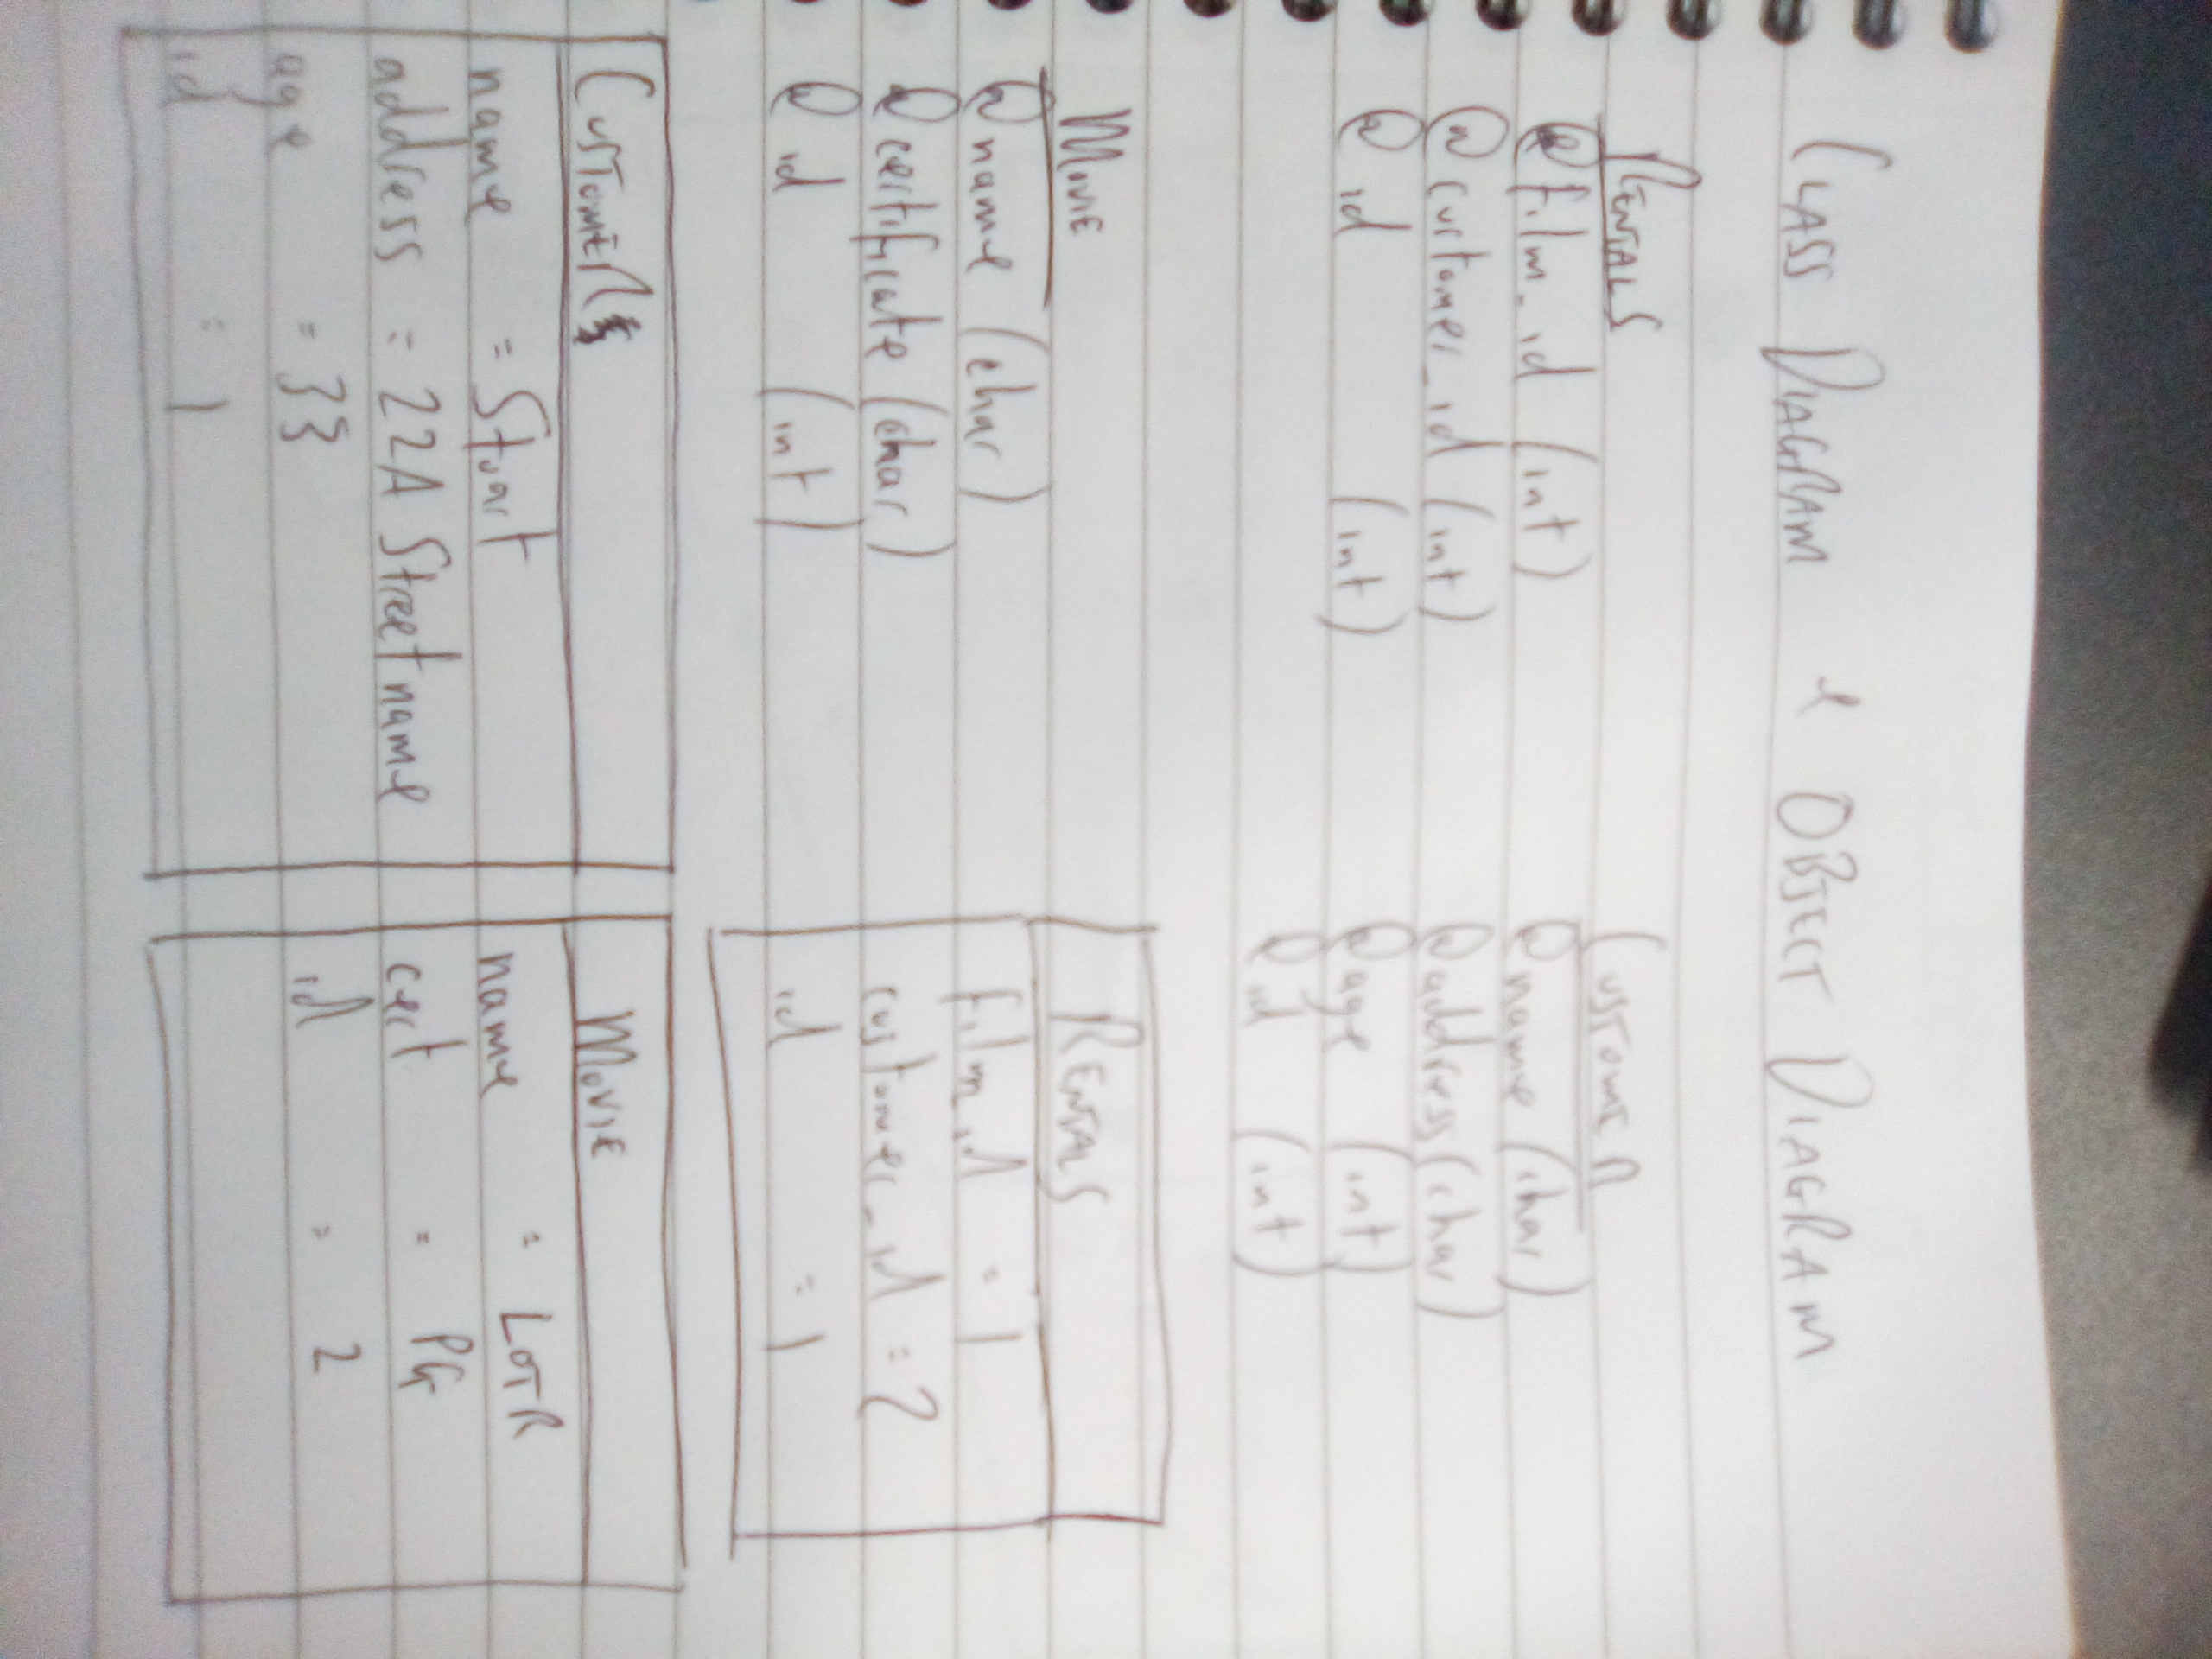 CLASS DIAGRAM & OBJECT DIAGRAM
RENTALS
@ film_id (int)
@ customer_id (int)
@ id (int)
CUSTOMER
@ name (char)
@ address (char)
@ age (int)
@ id (int)
MOVIE
@ name (char)
@ certificate (char)
@ id (int)
RENTALS
film_id = 1
customer_id = 2
id = 1
CUSTOMER
name = Stuart
address = 22A Streetname
age = 33
id = 1
MOVIE
name = LOTR
cert = PG
id = 2